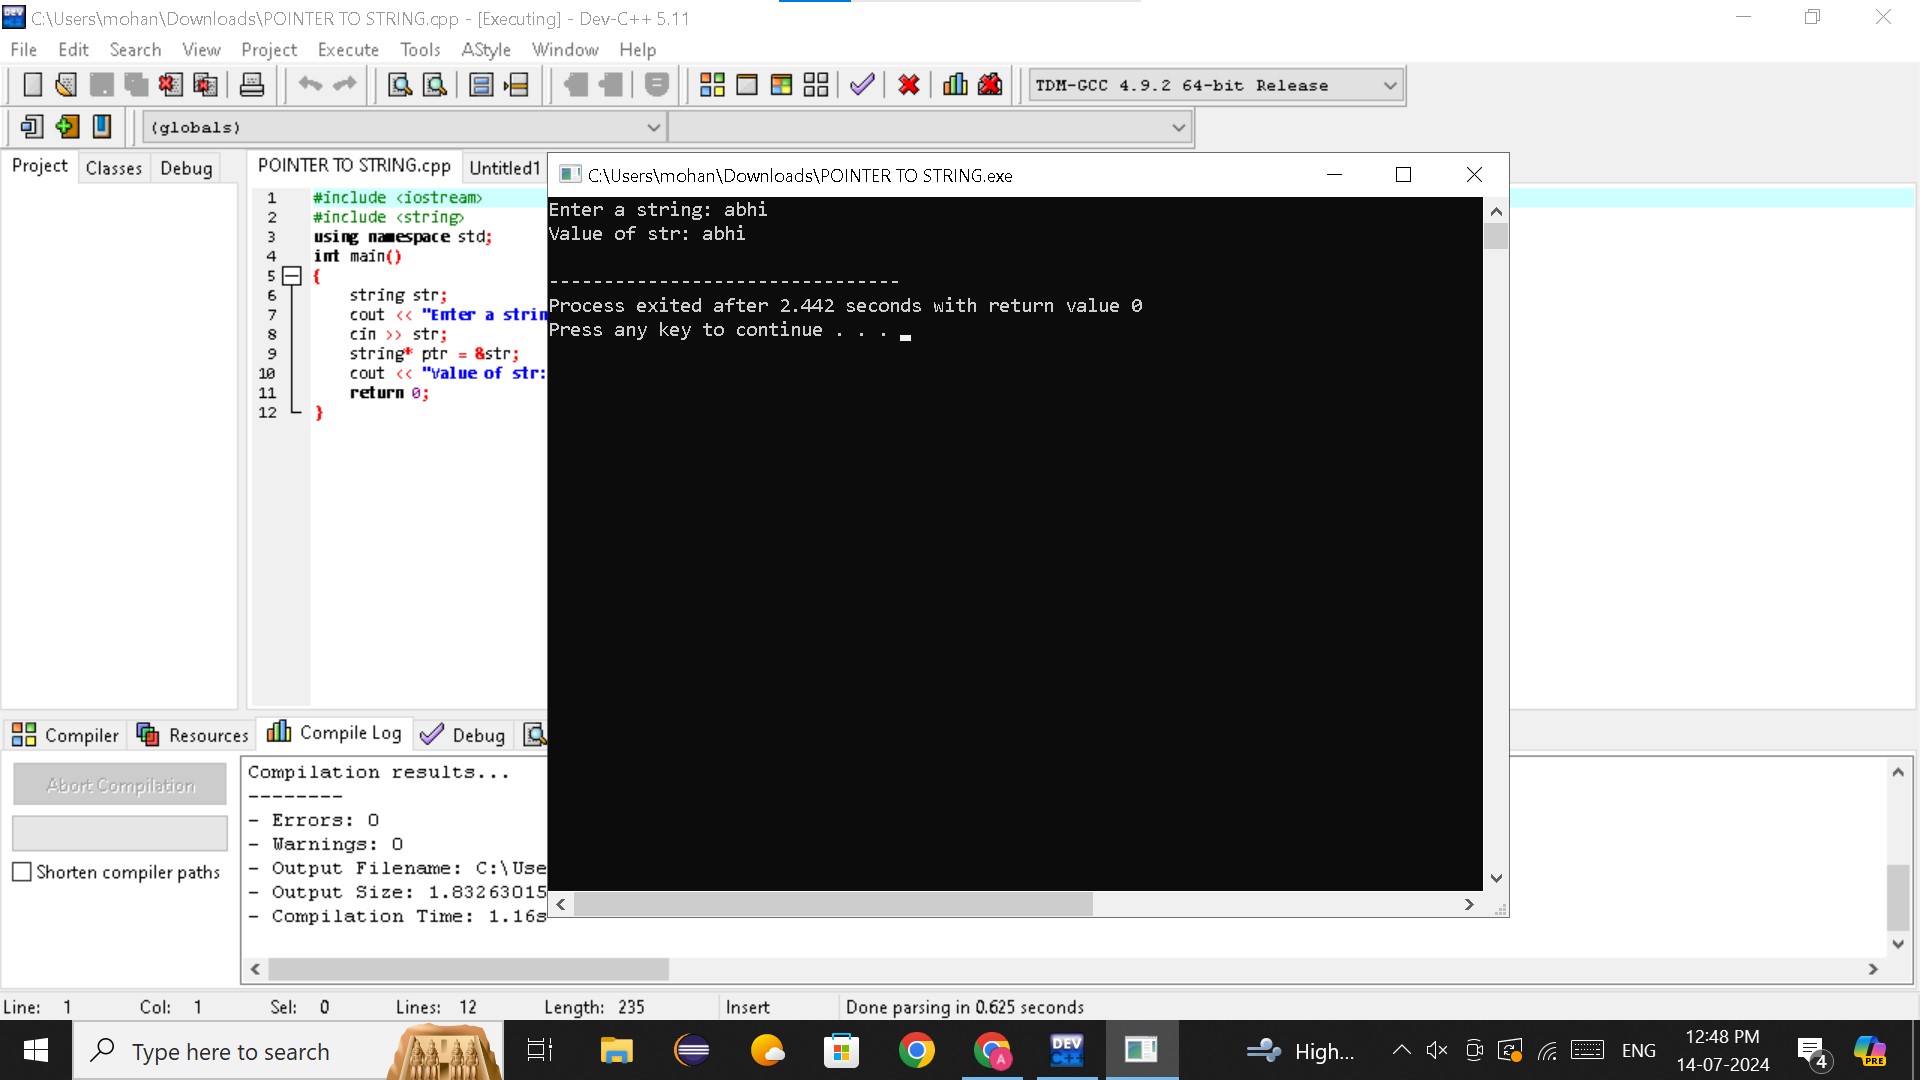 C:\Users\mohan\Downloads\POINTER TO STRING.cpp - [Executing] - Dev-C++ 5.11
File Edit Search View Project Execute Tools AStyle Window Help
TDM-GCC 4.9.2 64-bit Release
(globals)
Project Classes Debug
POINTER TO STRING.cpp Untitled1
1 #include <iostream>
2 #include <string>
3 using namespace std;
4 int main()
5 {
6 string str;
7 cout << "Enter a strin
8 cin >> str;
9 string* ptr = &str;
10 cout << "Value of str:
11 return 0;
12 }
C:\Users\mohan\Downloads\POINTER TO STRING.exe
Enter a string: abhi
Value of str: abhi
--------------------------------
Process exited after 2.442 seconds with return value 0
Press any key to continue . . .
Compiler Resources Compile Log Debug
Abort Compilation
Shorten compiler paths
Compilation results...
--------
- Errors: 0
- Warnings: 0
- Output Filename: C:\Use
- Output Size: 1.83263015
- Compilation Time: 1.16s
Line: 1 Col: 1 Sel: 0 Lines: 12 Length: 235 Insert Done parsing in 0.625 seconds
Type here to search
DEV C++
A
High...
ENG
12:48 PM
14-07-2024
4
PRE